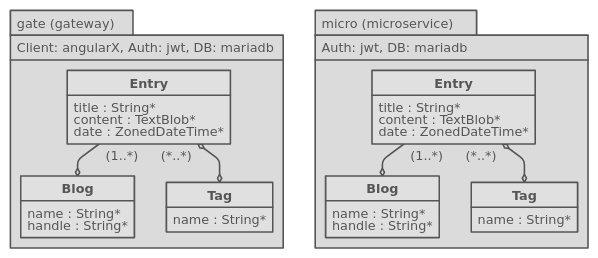 gate (gateway)
Client: angularX, Auth: jwt, DB: mariadb
Entry
title : String*
content : TextBlob*
date : ZonedDateTime*
(1..*) (*..*)
Blog
name : String*
handle : String*
Tag
name : String*
micro (microservice)
Auth: jwt, DB: mariadb
Entry
title : String*
content : TextBlob*
date : ZonedDateTime*
(1..*) (*..*)
Blog
name : String*
handle : String*
Tag
name : String*